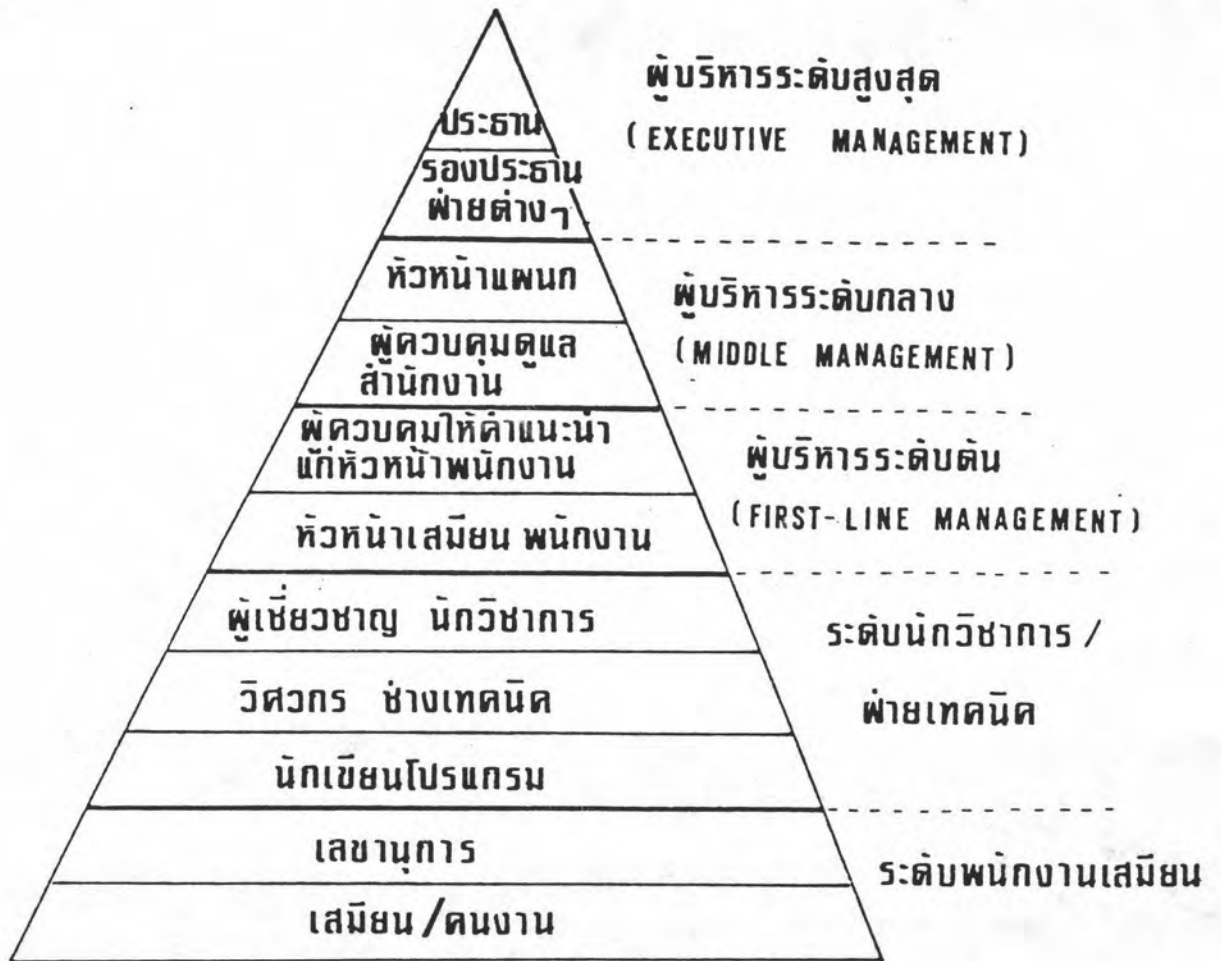 ประธาน
รองประธาน
ฝ่ายต่างๆ
ผู้บริหารระดับสูงสุด
(EXECUTIVE MANAGEMENT)
หัวหน้าแผนก
ผู้ควบคุมดูแล
สำนักงาน
ผู้บริหารระดับกลาง
(MIDDLE MANAGEMENT)
ผู้ควบคุมให้คำแนะนำ
แก่หัวหน้าพนักงาน
หัวหน้าเสมียน พนักงาน
ผู้บริหารระดับต้น
(FIRST-LINE MANAGEMENT)
ผู้เชี่ยวชาญ นักวิชาการ
วิศวกร ช่างเทคนิค
นักเขียนโปรแกรม
ระดับนักวิชาการ /
ฝ่ายเทคนิค
เลขานุการ
เสมียน/คนงาน
ระดับพนักงานเสมียน